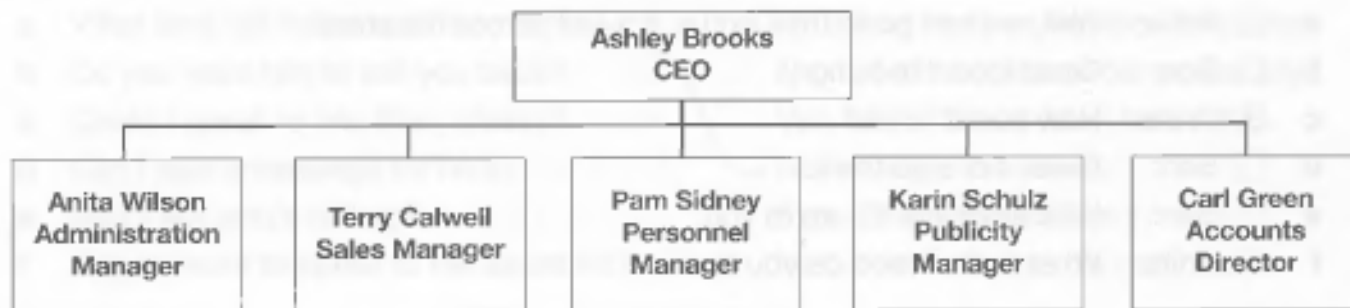 Ashley Brooks
CEO
Anita Wilson
Administration
Manager
Terry Calwell
Sales Manager
Pam Sidney
Personnel
Manager
Karin Schulz
Publicity
Manager
Carl Green
Accounts
Director